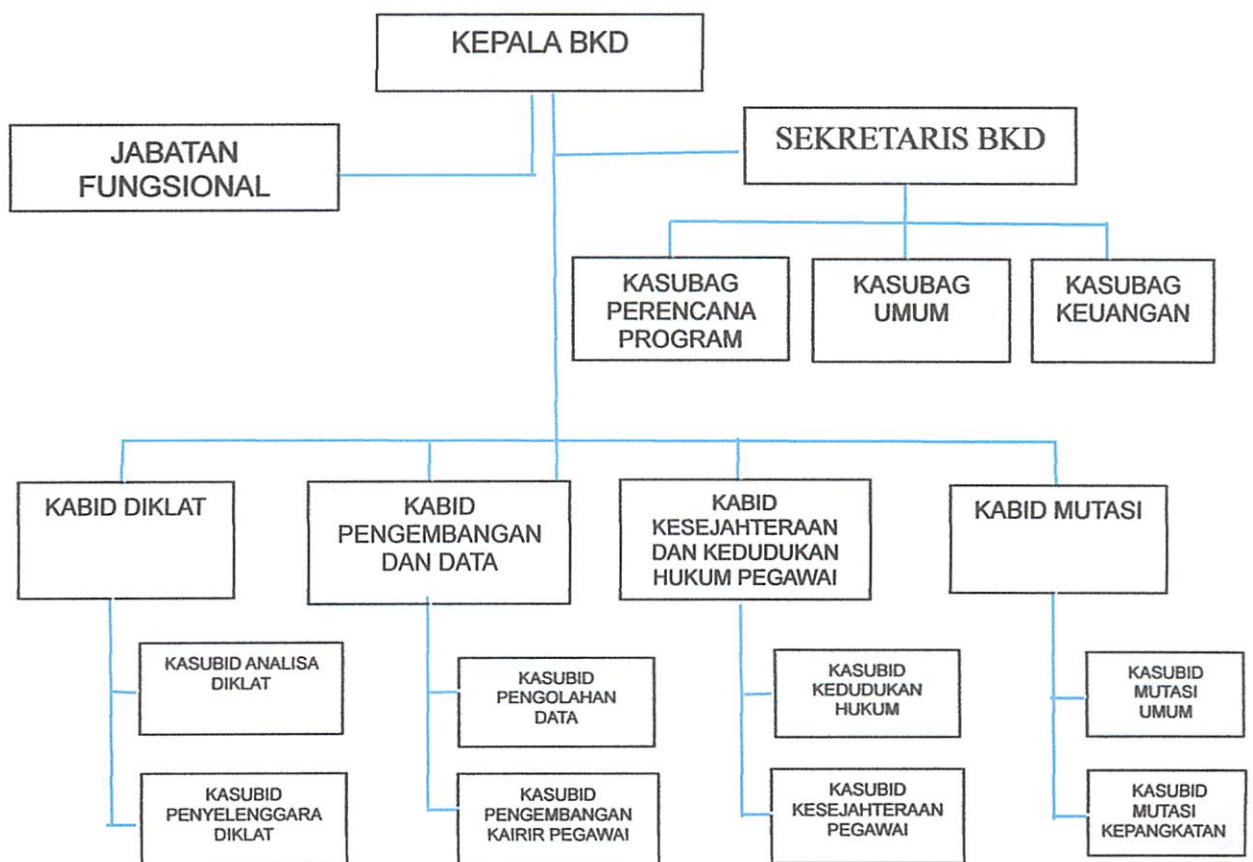 KEPALA BKD
JABATAN
FUNGSIONAL
SEKRETARIS BKD
KASUBAG
PERENCANA
PROGRAM
KASUBAG
UMUM
KASUBAG
KEUANGAN
KABID DIKLAT
KABID
PENGEMBANGAN
DAN DATA
KABID
KESEJAHTERAAN
DAN KEDUDUKAN
HUKUM PEGAWAI
KABID MUTASI
KASUBID ANALISA
DIKLAT
KASUBID
PENGOLAHAN
DATA
KASUBID
KEDUDUKAN
HUKUM
KASUBID
MUTASI
UMUM
KASUBID
PENYELENGGARA
DIKLAT
KASUBID
PENGEMBANGAN
KAIRIR PEGAWAI
KASUBID
KESEJAHTERAAN
PEGAWAI
KASUBID
MUTASI
KEPANGKATAN